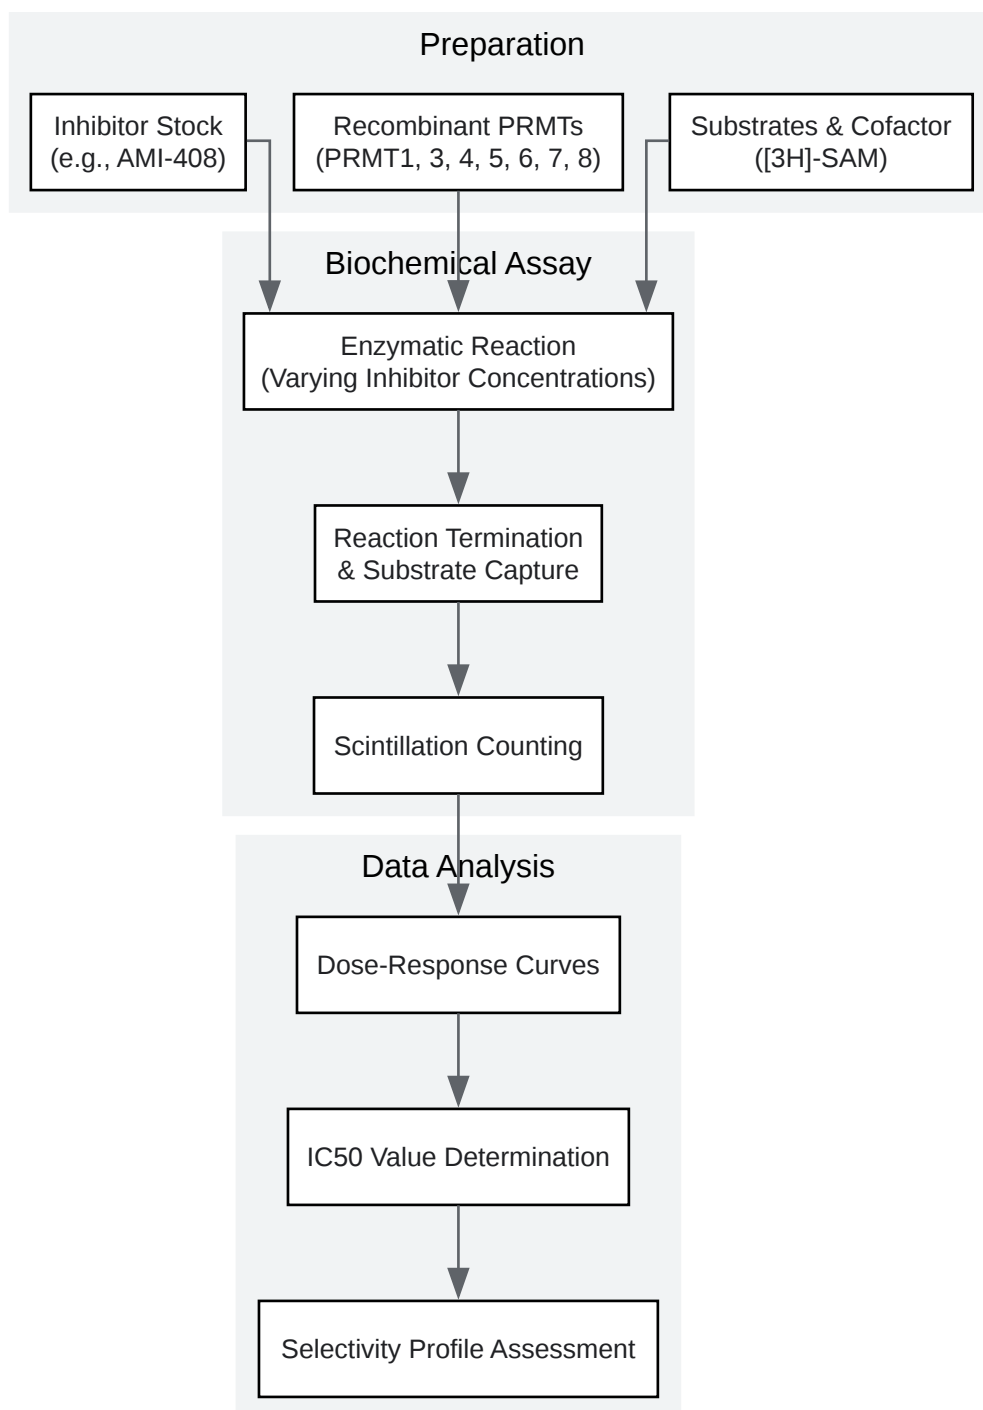 Preparation
Inhibitor Stock
(e.g., AMI-408)
Recombinant PRMTs
(PRMT1, 3, 4, 5, 6, 7, 8)
Substrates & Cofactor
([3H]-SAM)
Biochemical Assay
Enzymatic Reaction
(Varying Inhibitor Concentrations)
Reaction Termination
& Substrate Capture
Scintillation Counting
Data Analysis
Dose-Response Curves
IC50 Value Determination
Selectivity Profile Assessment